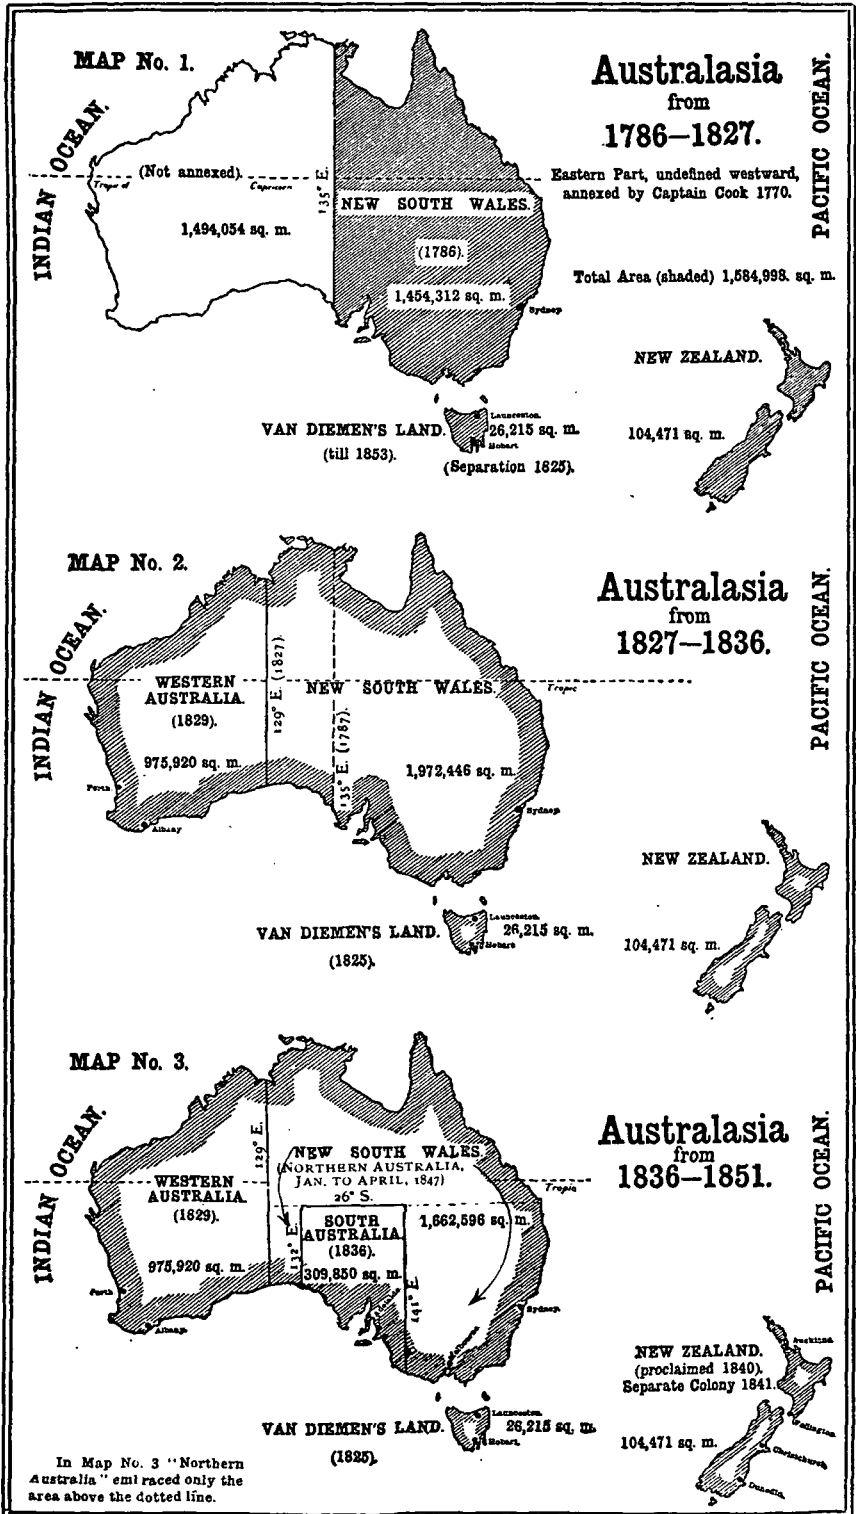 MAP No. 1.
Australasia
from
1786—1827.
Eastern Part, undefined westward,
annexed by Captain Cook 1770.
Total Area (shaded) 1,584,998. sq. m.
INDIAN OCEAN.
PACIFIC OCEAN.
(Not annexed).
Tropic of Capricorn
1,494,054 sq. m.
135° E.
NEW SOUTH WALES.
(1786).
1,454,312 sq. m.
Sydney
NEW ZEALAND.
104,471 sq. m.
VAN DIEMEN'S LAND.
(till 1853).
Launceston
26,215 sq. m.
Hobart
(Separation 1825).
MAP No. 2.
Australasia
from
1827—1836.
INDIAN OCEAN.
PACIFIC OCEAN.
WESTERN
AUSTRALIA.
(1829).
975,920 sq. m.
129° E. (1827).
135° E. (1787).
NEW SOUTH WALES.
Tropic
1,972,446 sq. m.
Perth
Albany
Sydney
NEW ZEALAND.
104,471 sq. m.
VAN DIEMEN'S LAND.
(1825).
Launceston
26,215 sq. m.
Hobart
MAP No. 3.
Australasia
from
1836—1851.
INDIAN OCEAN.
PACIFIC OCEAN.
129° E.
NEW SOUTH WALES.
(NORTHERN AUSTRALIA,
JAN. TO APRIL, 1847)
26° S.
Tropic
WESTERN
AUSTRALIA.
(1829).
975,920 sq. m.
132° E.
SOUTH
AUSTRALIA.
(1836).
309,850 sq. m.
141° E.
1,662,596 sq. m.
Perth
Albany.
Adelaide
Melbourne
Sydney
NEW ZEALAND.
(proclaimed 1840).
Separate Colony 1841.
104,471 sq. m.
Auckland
Wellington
Christchurch
Dunedin
VAN DIEMEN'S LAND.
(1825).
Launceston
26,215 sq. m.
Hobart
In Map No. 3 "Northern
Australia" em raced only the
area above the dotted line.